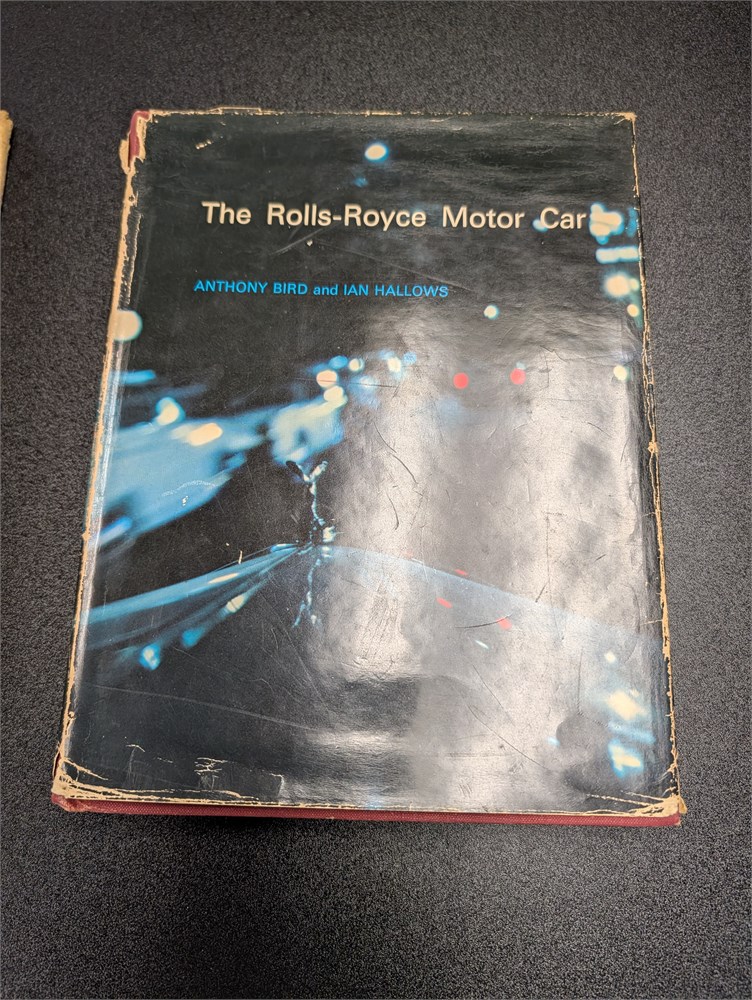 The Rolls-Royce Motor Car
ANTHONY BIRD and IAN HALLOWS